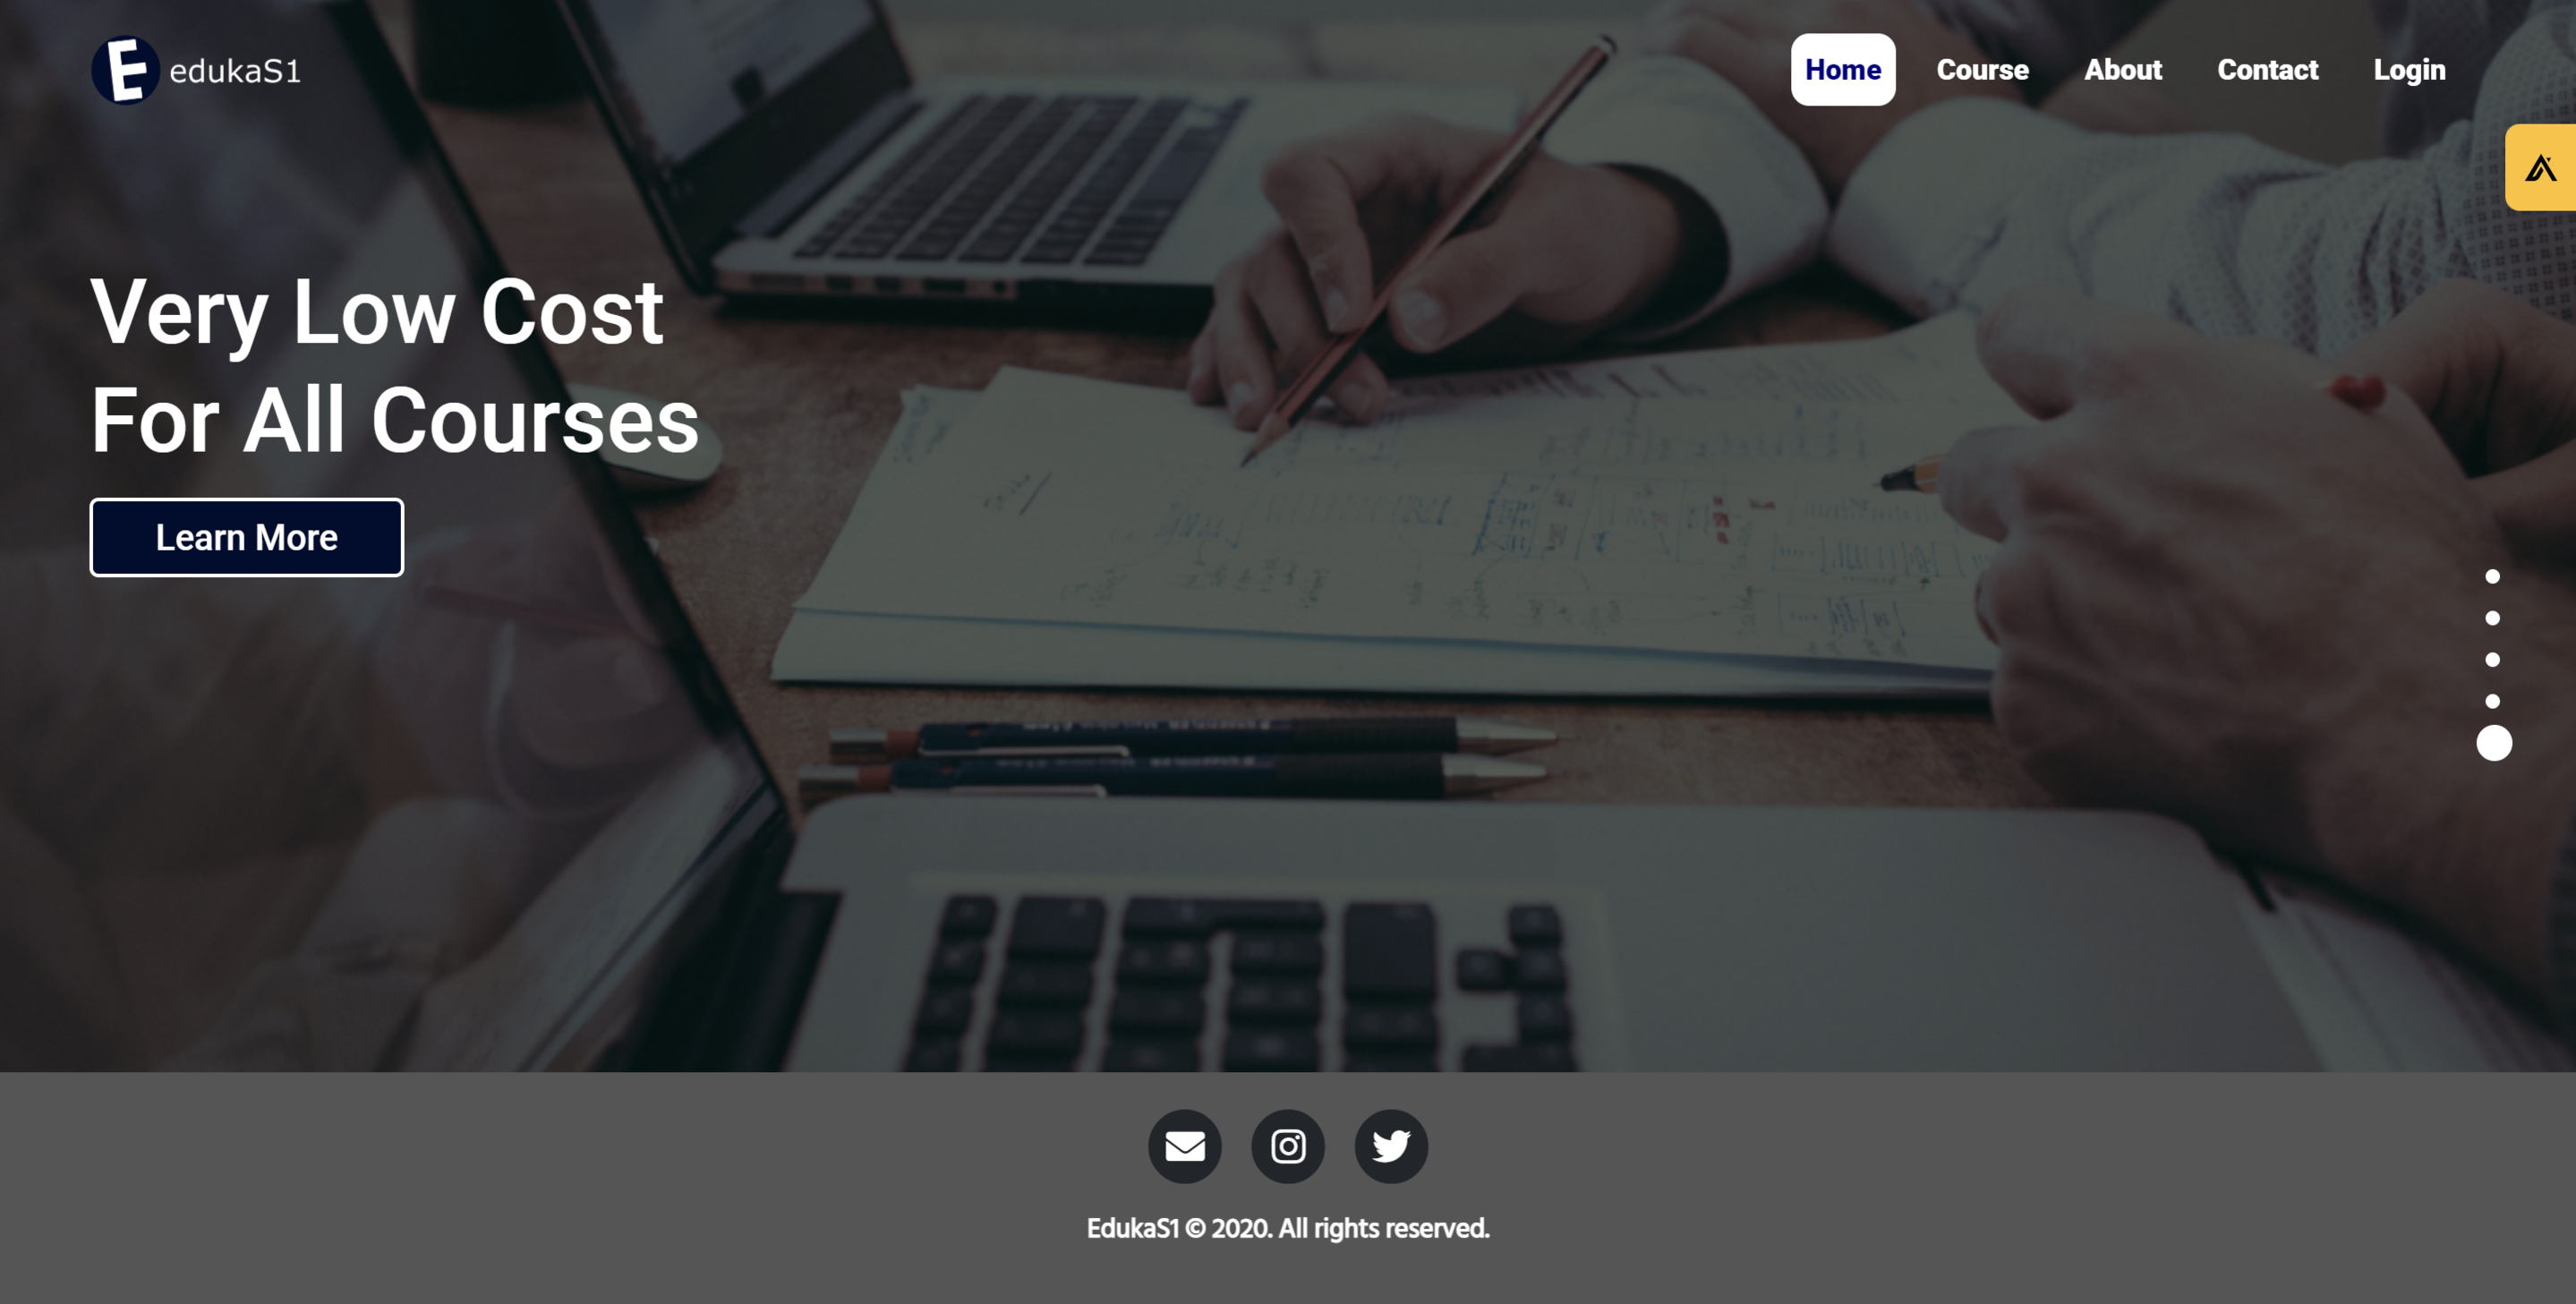 E edukaS1
Home Course About Contact Login
Very Low Cost
For All Courses
Learn More
EdukaS1 © 2020. All rights reserved.